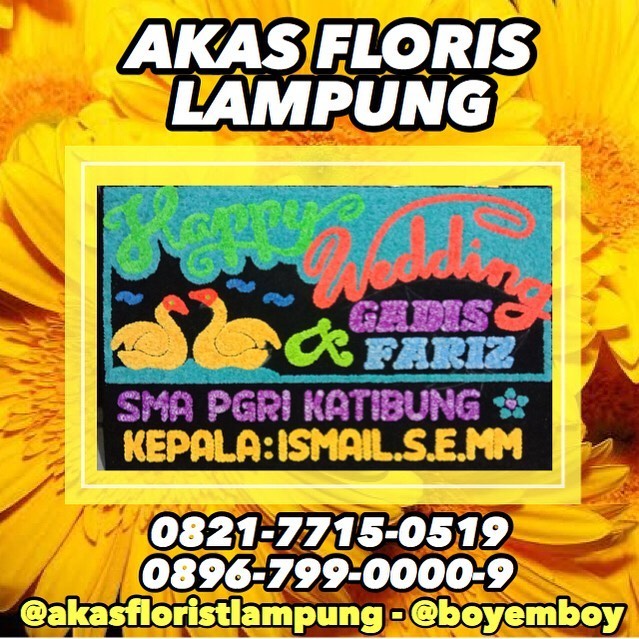 AKAS FLORIS
LAMPUNG
Happy
Wedding
GADIS
& FARIZ
SMA PGRI KATIBUNG
KEPALA:ISMAIL.S.E.MM
0821-7715-0519
0896-799-0000-9
@akasfloristlampung - @boyemboy